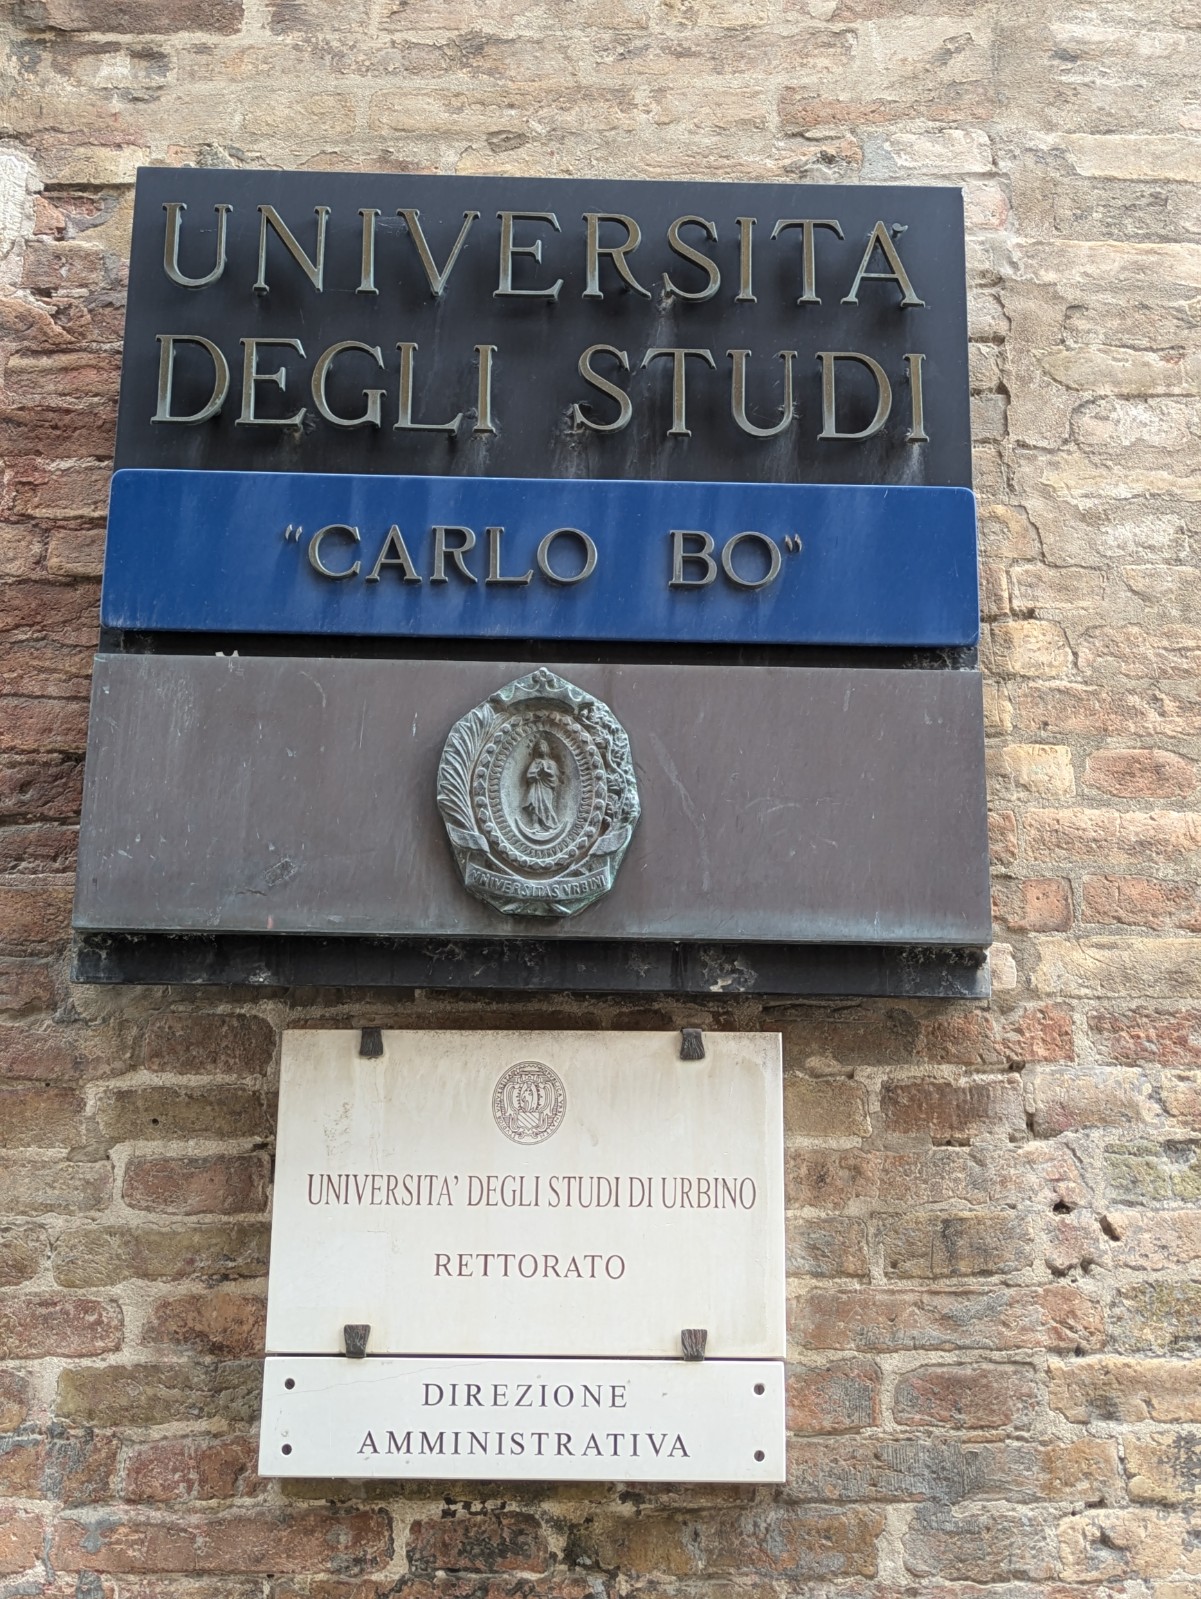 UNIVERSITÀ
DEGLI STUDI
"CARLO BO"
UNIVERSITAS URBINI
UNIVERSITA' DEGLI STUDI DI URBINO
RETTORATO
DIREZIONE
AMMINISTRATIVA